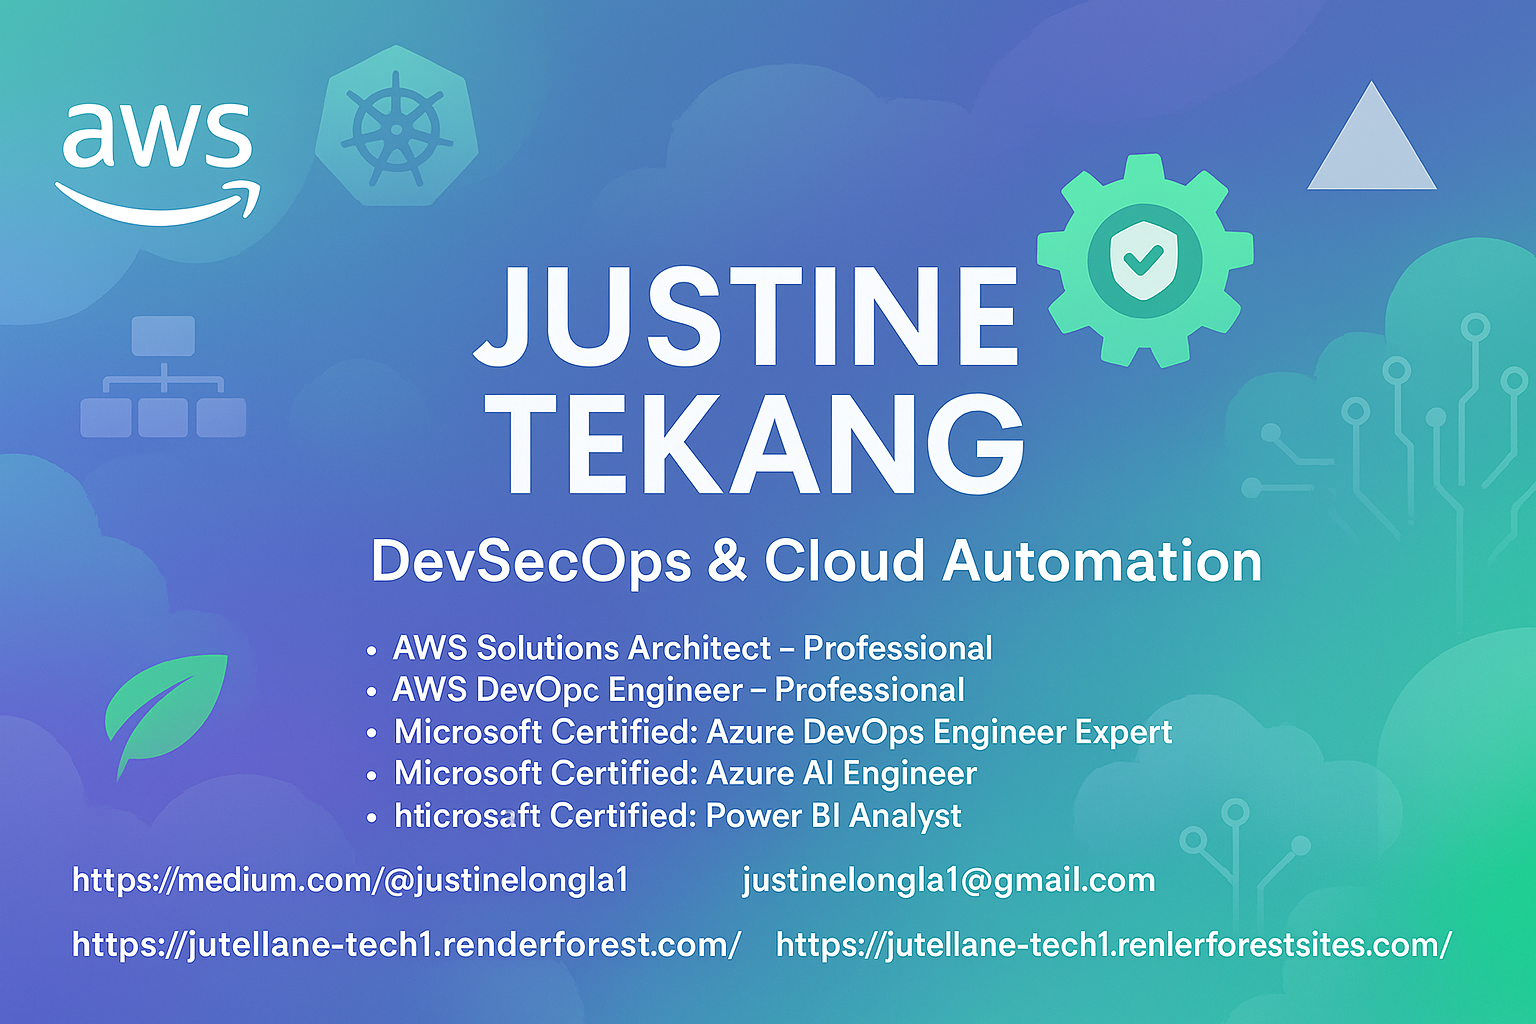 aws
JUSTINE
TEKANG
DevSecOps & Cloud Automation
• AWS Solutions Architect – Professional
• AWS DevOpc Engineer – Professional
• Microsoft Certified: Azure DevOps Engineer Expert
• Microsoft Certified: Azure AI Engineer
• hticrosaft Certified: Power BI Analyst
https://medium.com/@justinelongla1 justinelongla1@gmail.com
https://jutellane-tech1.renderforest.com/ https://jutellane-tech1.renlerforestsites.com/